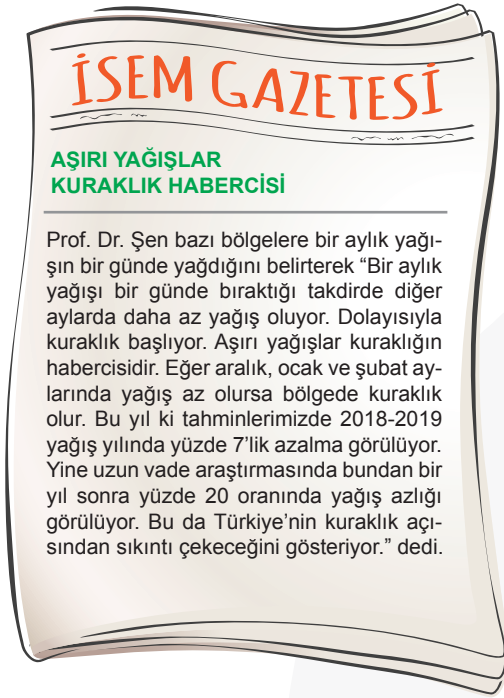 İSEM GAZETESİ
AŞIRI YAĞIŞLAR
KURAKLIK HABERCİSİ
Prof. Dr. Şen bazı bölgelere bir aylık yağı-
şın bir günde yağdığını belirterek “Bir aylık
yağışı bir günde bıraktığı takdirde diğer
aylarda daha az yağış oluyor. Dolayısıyla
kuraklık başlıyor. Aşırı yağışlar kuraklığın
habercisidir. Eğer aralık, ocak ve şubat ay-
larında yağış az olursa bölgede kuraklık
olur. Bu yıl ki tahminlerimizde 2018-2019
yağış yılında yüzde 7’lik azalma görülüyor.
Yine uzun vade araştırmasında bundan bir
yıl sonra yüzde 20 oranında yağış azlığı
görülüyor. Bu da Türkiye’nin kuraklık açı-
sından sıkıntı çekeceğini gösteriyor.” dedi.